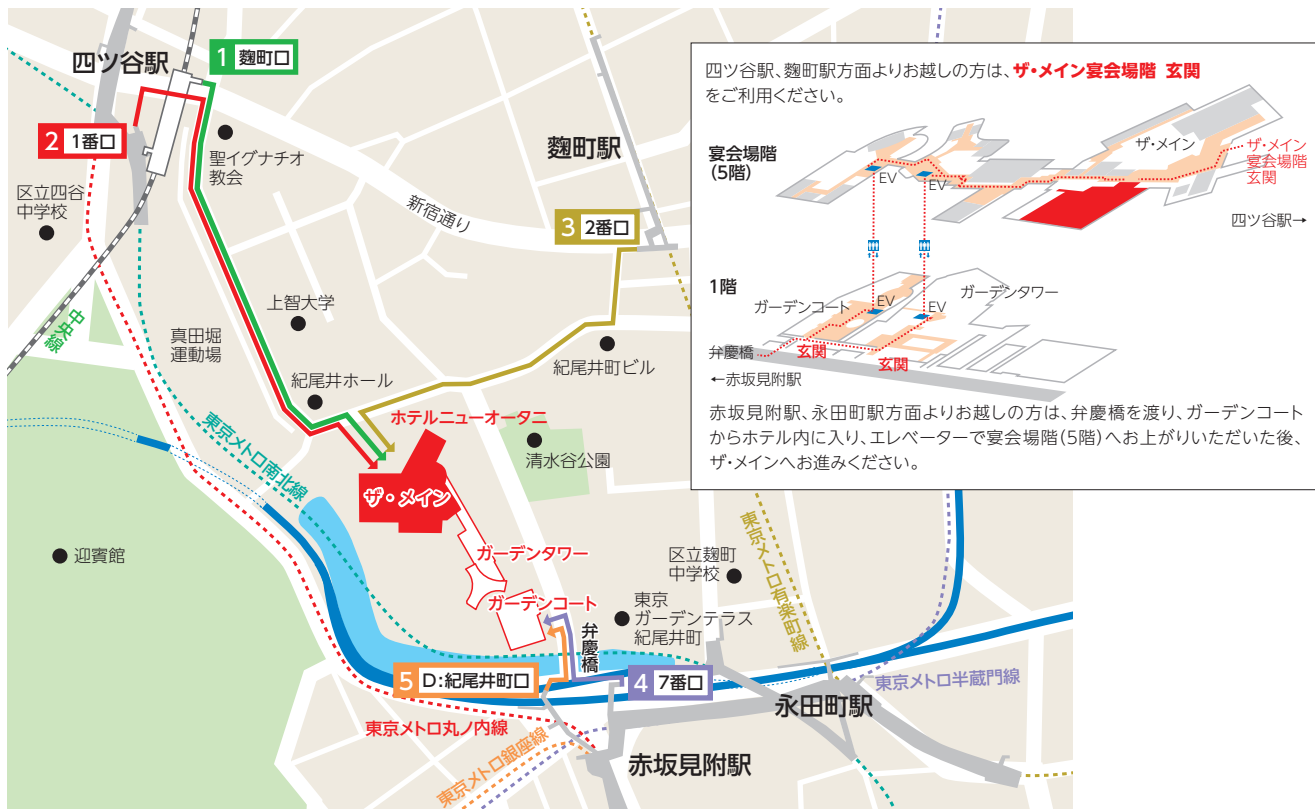 四ツ谷駅
1 麴町口
2 1番口
聖イグナチオ
教会
区立四谷
中学校
麴町駅
新宿通り
3 2番口
中央線
上智大学
真田堀
運動場
紀尾井町ビル
紀尾井ホール
ホテルニューオータニ
清水谷公園
東京メトロ南北線
ザ・メイン
迎賓館
ガーデンタワー
ガーデンコート
区立麹町
中学校
東京メトロ有楽町線
東京
ガーデンテラス
紀尾井町
弁慶橋
5 D:紀尾井町口
4 7番口
東京メトロ半蔵門線
永田町駅
東京メトロ丸ノ内線
東京メトロ銀座線
赤坂見附駅
四ツ谷駅、麴町駅方面よりお越しの方は、ザ・メイン宴会場階 玄関
をご利用ください。
宴会場階
(5階)
ザ・メイン
ザ・メイン
宴会場階
玄関
EV
EV
四ツ谷駅→
1階
ガーデンコート
EV
EV
ガーデンタワー
弁慶橋
玄関
玄関
←赤坂見附駅
赤坂見附駅、永田町駅方面よりお越しの方は、弁慶橋を渡り、ガーデンコート
からホテル内に入り、エレベーターで宴会場階(5階)へお上がりいただいた後、
ザ・メインへお進みください。